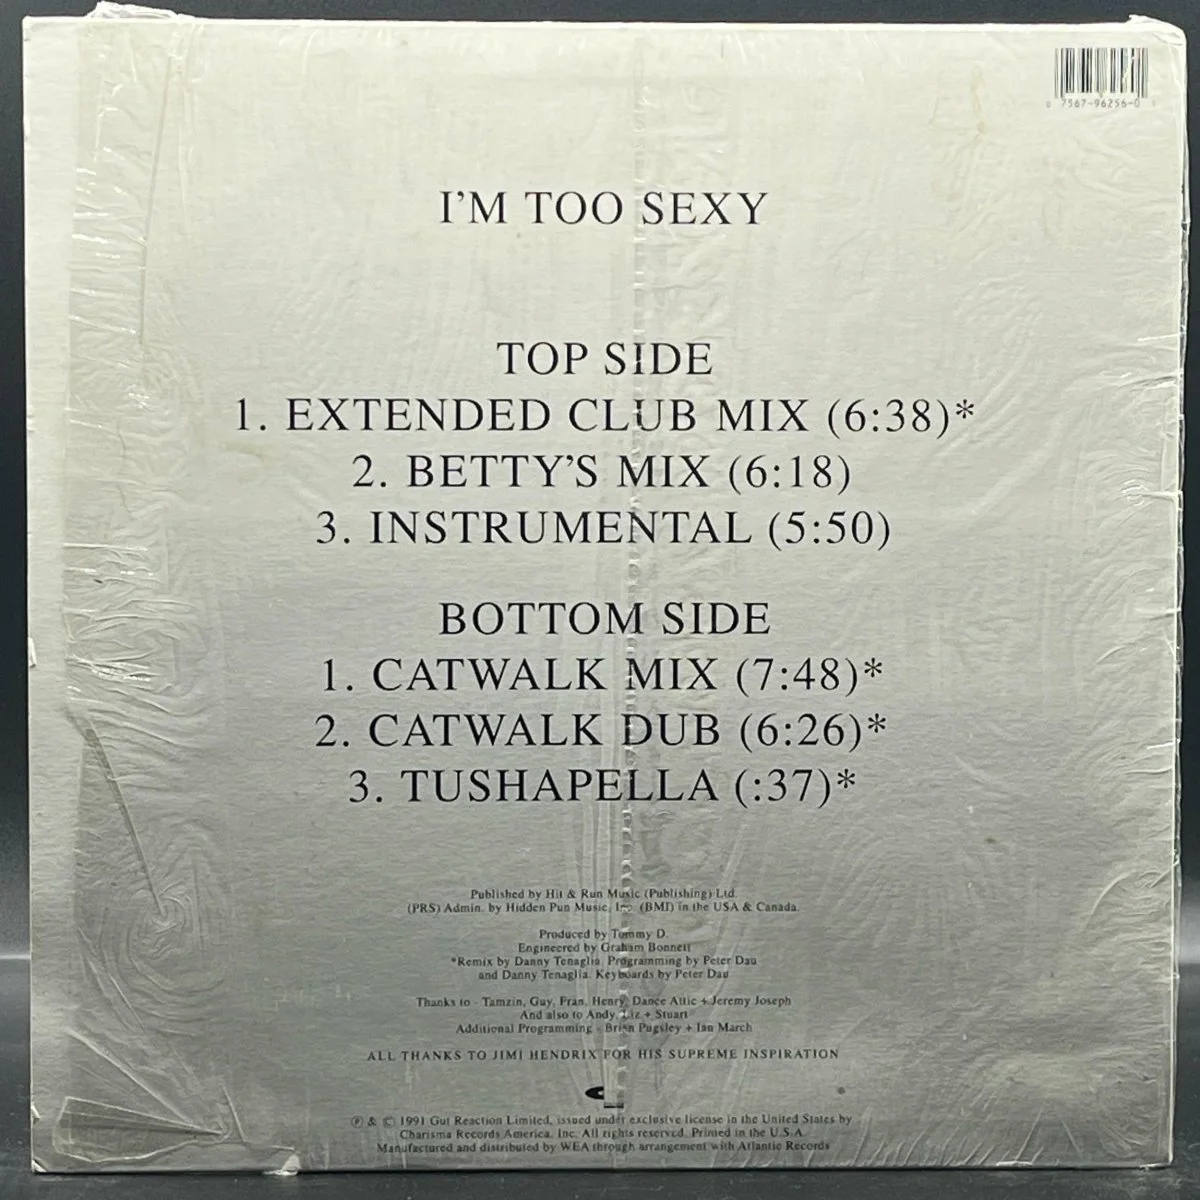 0 7567-96256-0
I'M TOO SEXY
TOP SIDE
1. EXTENDED CLUB MIX (6:38)*
2. BETTY'S MIX (6:18)
3. INSTRUMENTAL (5:50)
BOTTOM SIDE
1. CATWALK MIX (7:48)*
2. CATWALK DUB (6:26)*
3. TUSHAPELLA (:37)*
Published by Hit & Run Music (Publishing) Ltd.
(PRS) Admin. by Hidden Pun Music, Inc. (BMI) in the USA & Canada.
Produced by Tommy D.
Engineered by Graham Bonnett
*Remix by Danny Tenaglia. Programming by Peter Dau
and Danny Tenaglia. Keyboards by Peter Dau
Thanks to - Tamzin, Guy, Fran, Henry, Dance Attic + Jeremy Joseph
And also to Andy, Liz + Stuart
Additional Programming - Brian Pugsley + Ian March
ALL THANKS TO JIMI HENDRIX FOR HIS SUPREME INSPIRATION
℗ & © 1991 Gut Reaction Limited, issued under exclusive license in the United States by
Charisma Records America, Inc. All rights reserved. Printed in the U.S.A.
Manufactured and distributed by WEA through arrangement with Atlantic Records